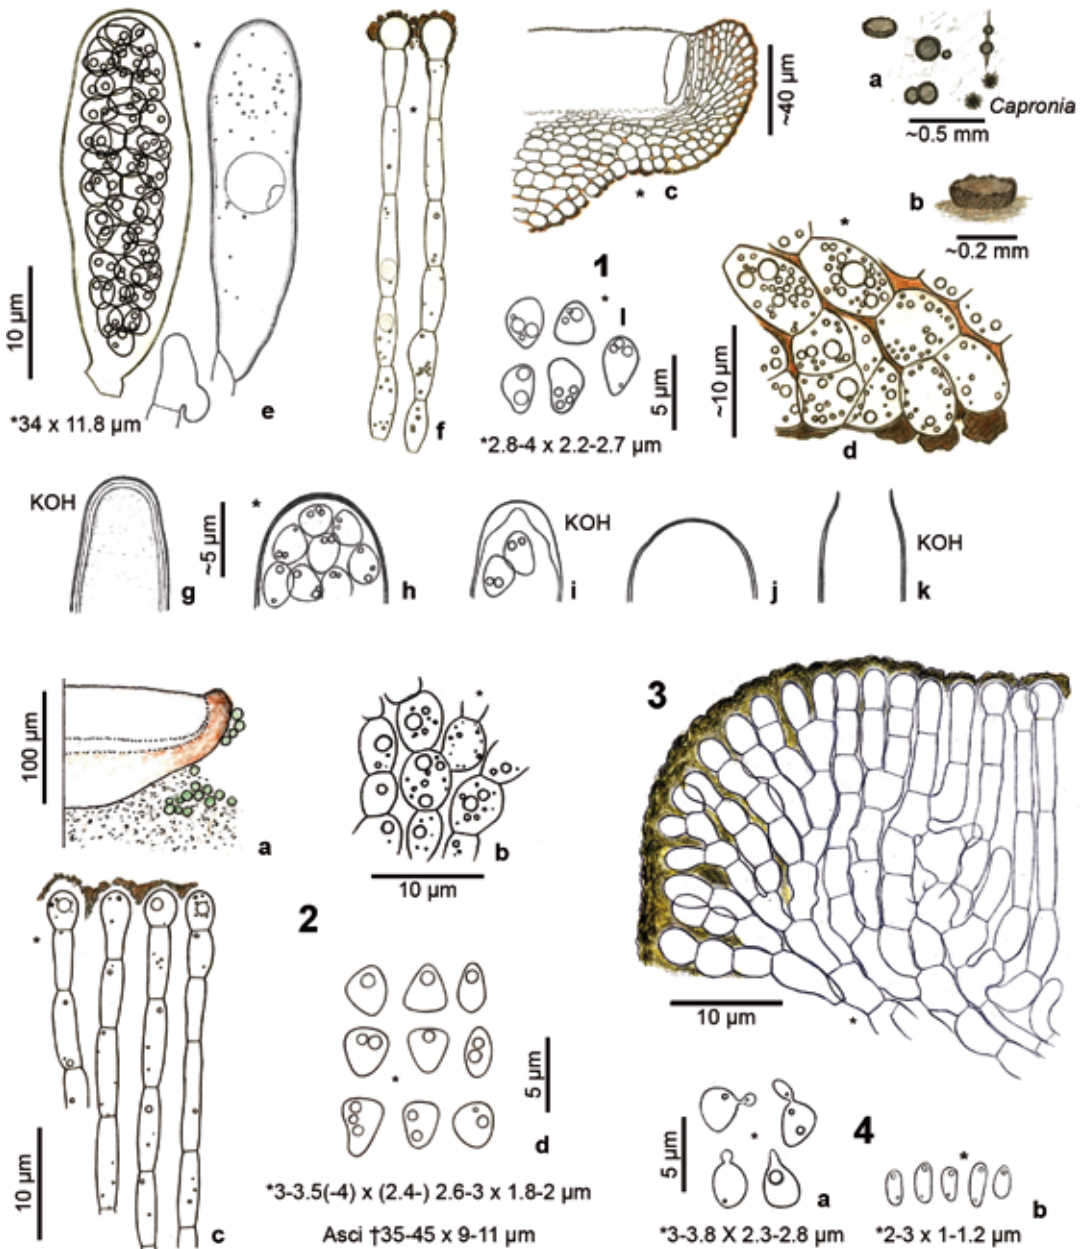 10 µm
*34 x 11.8 µm
*
e
*
f
~40 µm
*
c
a
Capronia
~0.5 mm
b
~0.2 mm
1
*
5 µm
*2.8-4 x 2.2-2.7 µm
*
~10 µm
d
KOH
g
~5 µm
*
h
KOH
i
j
KOH
k
100 µm
a
*
b
10 µm
3
10 µm
*
2
*
10 µm
c
*
5 µm
d
*3-3.5(-4) x (2.4-) 2.6-3 x 1.8-2 µm
Asci †35-45 x 9-11 µm
4
5 µm
*
a
*3-3.8 X 2.3-2.8 µm
*
b
*2-3 x 1-1.2 µm